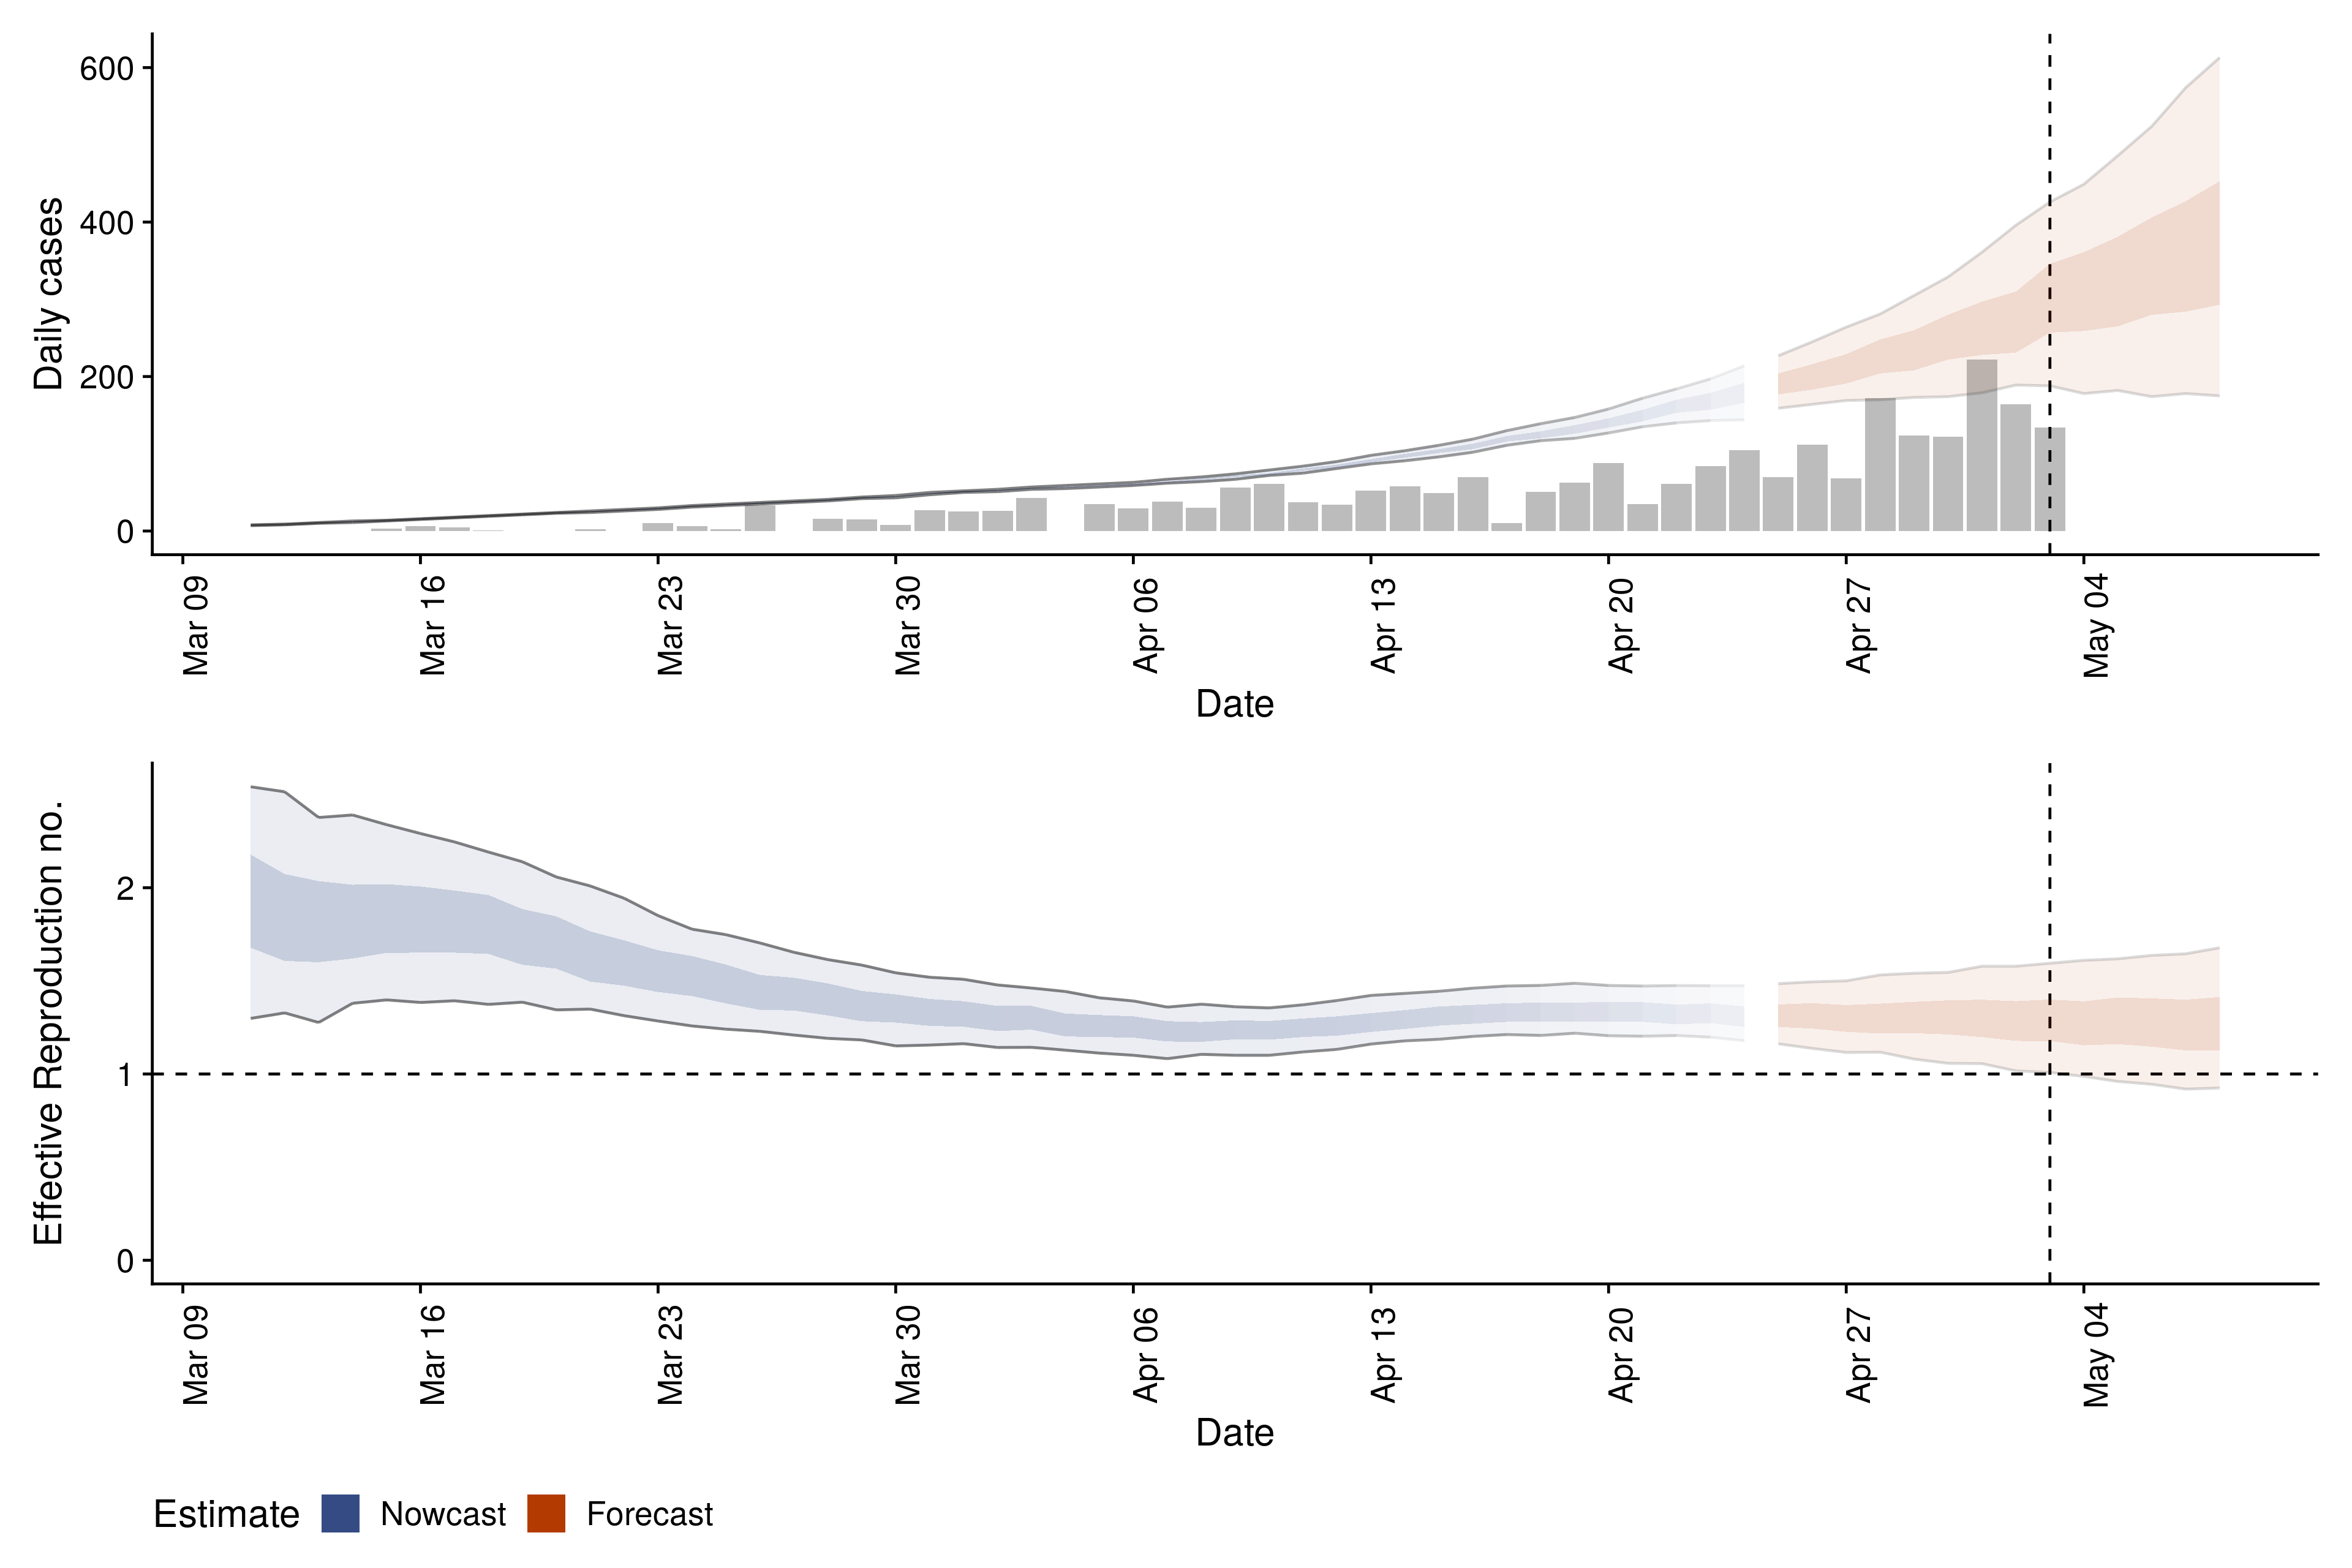 600
400
200
0
Daily cases
Mar 09 Mar 16 Mar 23 Mar 30 Apr 06 Apr 13 Apr 20 Apr 27 May 04
Date
2
1
0
Effective Reproduction no.
Mar 09 Mar 16 Mar 23 Mar 30 Apr 06 Apr 13 Apr 20 Apr 27 May 04
Date
Estimate Nowcast Forecast